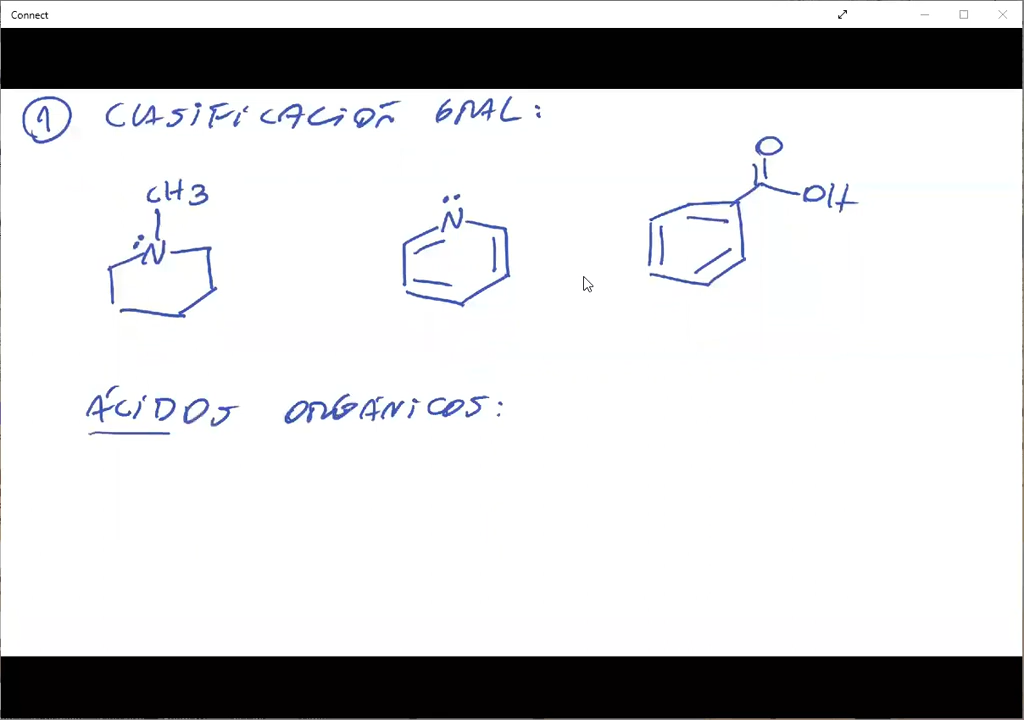 Connect
1 CLASIFICACIÓN GRAL:
O
CH3
OH
N
N
ÁCIDOS ORGÁNICOS: